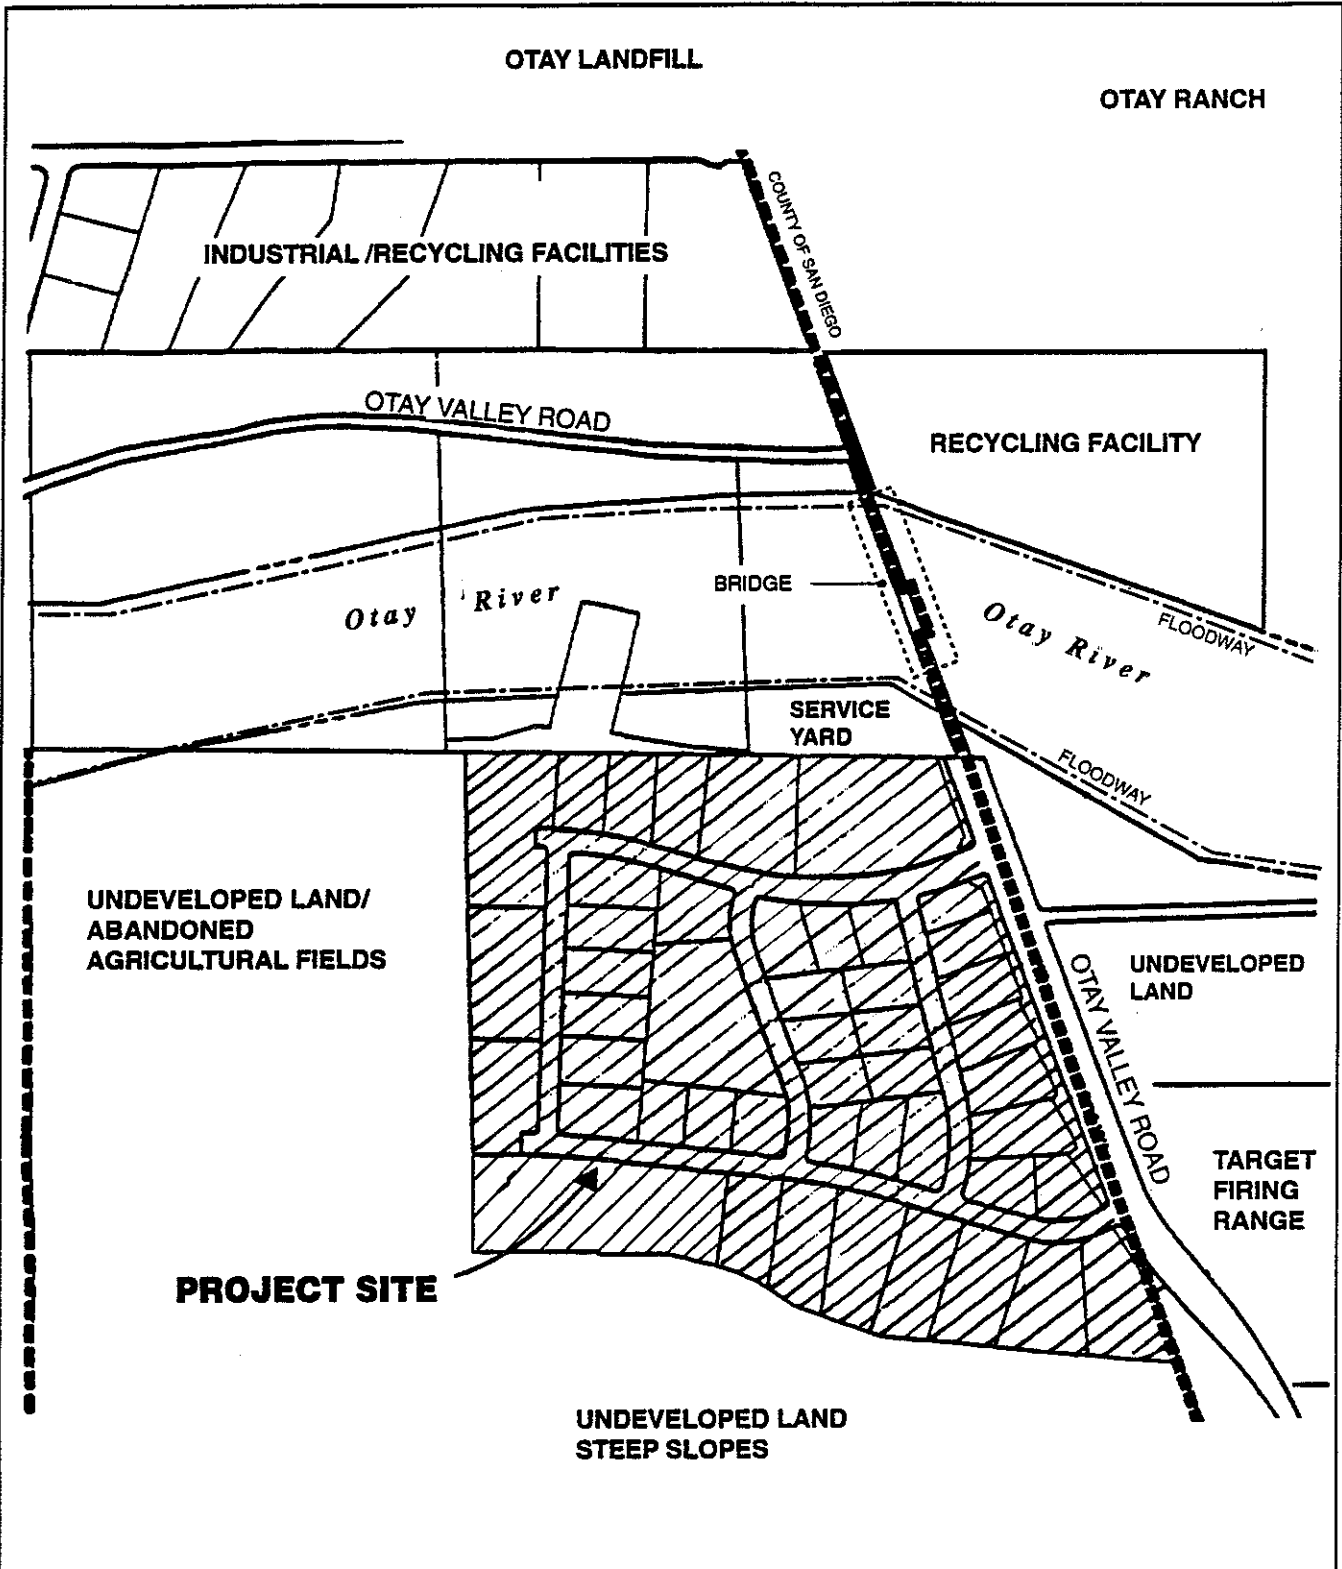 OTAY LANDFILL
OTAY RANCH
COUNTY OF SAN DIEGO
INDUSTRIAL /RECYCLING FACILITIES
OTAY VALLEY ROAD
RECYCLING FACILITY
BRIDGE
Otay River
Otay River
FLOODWAY
SERVICE
YARD
FLOODWAY
UNDEVELOPED LAND/
ABANDONED
AGRICULTURAL FIELDS
UNDEVELOPED
LAND
OTAY VALLEY ROAD
TARGET
FIRING
RANGE
PROJECT SITE
UNDEVELOPED LAND
STEEP SLOPES